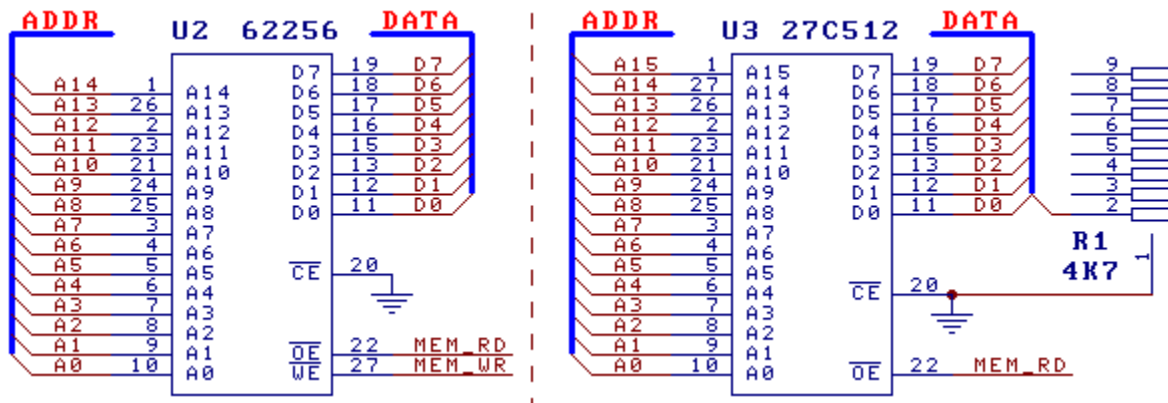 ADDR U2 62256 DATA
D7 19 D7
A14 1 A14 D6 18 D6
A13 26 A13 D5 17 D5
A12 2 A12 D4 16 D4
A11 23 A11 D3 15 D3
A10 21 A10 D2 13 D2
A9 24 A9 D1 12 D1
A8 25 A8 D0 11 D0
A7 3 A7
A6 4 A6
A5 5 A5 CE 20
A4 6 A4
A3 7 A3
A2 8 A2
A1 9 A1 OE 22 MEM_RD
A0 10 A0 WE 27 MEM_WR
ADDR U3 27C512 DATA
A15 1 A15 D7 19 D7 9
A14 27 A14 D6 18 D6 8
A13 26 A13 D5 17 D5 7
A12 2 A12 D4 16 D4 6
A11 23 A11 D3 15 D3 5
A10 21 A10 D2 13 D2 4
A9 24 A9 D1 12 D1 3
A8 25 A8 D0 11 D0 2
A7 3 A7
A6 4 A6 R1 1
A5 5 A5 4K7
A4 6 A4 CE 20
A3 7 A3
A2 8 A2
A1 9 A1
A0 10 A0 OE 22 MEM_RD